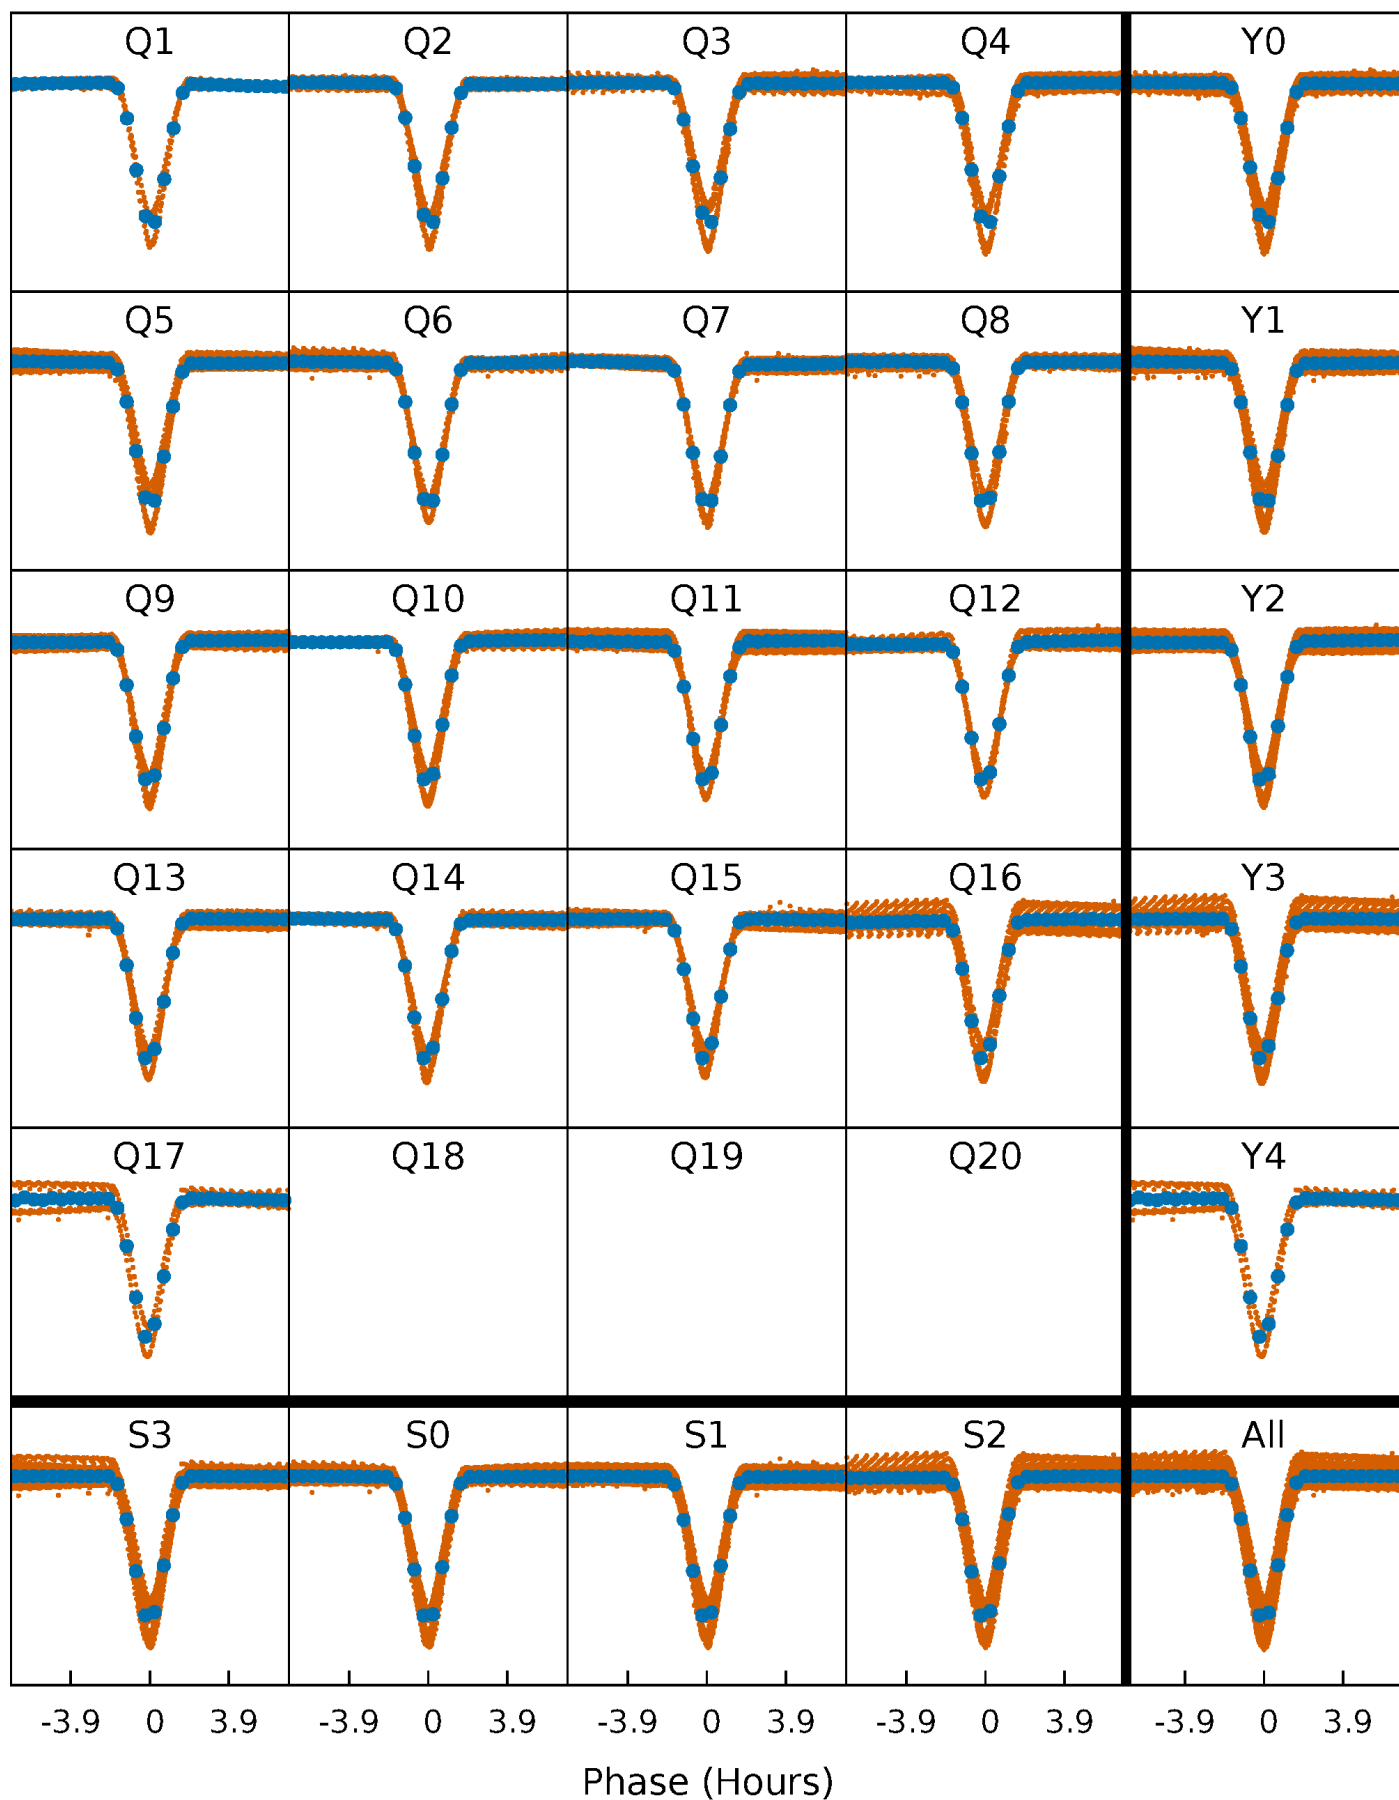 Q1 Q2 Q3 Q4 Y0
Q5 Q6 Q7 Q8 Y1
Q9 Q10 Q11 Q12 Y2
Q13 Q14 Q15 Q16 Y3
Q17 Q18 Q19 Q20 Y4
S3 S0 S1 S2 All
-3.9 0 3.9 -3.9 0 3.9 -3.9 0 3.9 -3.9 0 3.9 -3.9 0 3.9
Phase (Hours)